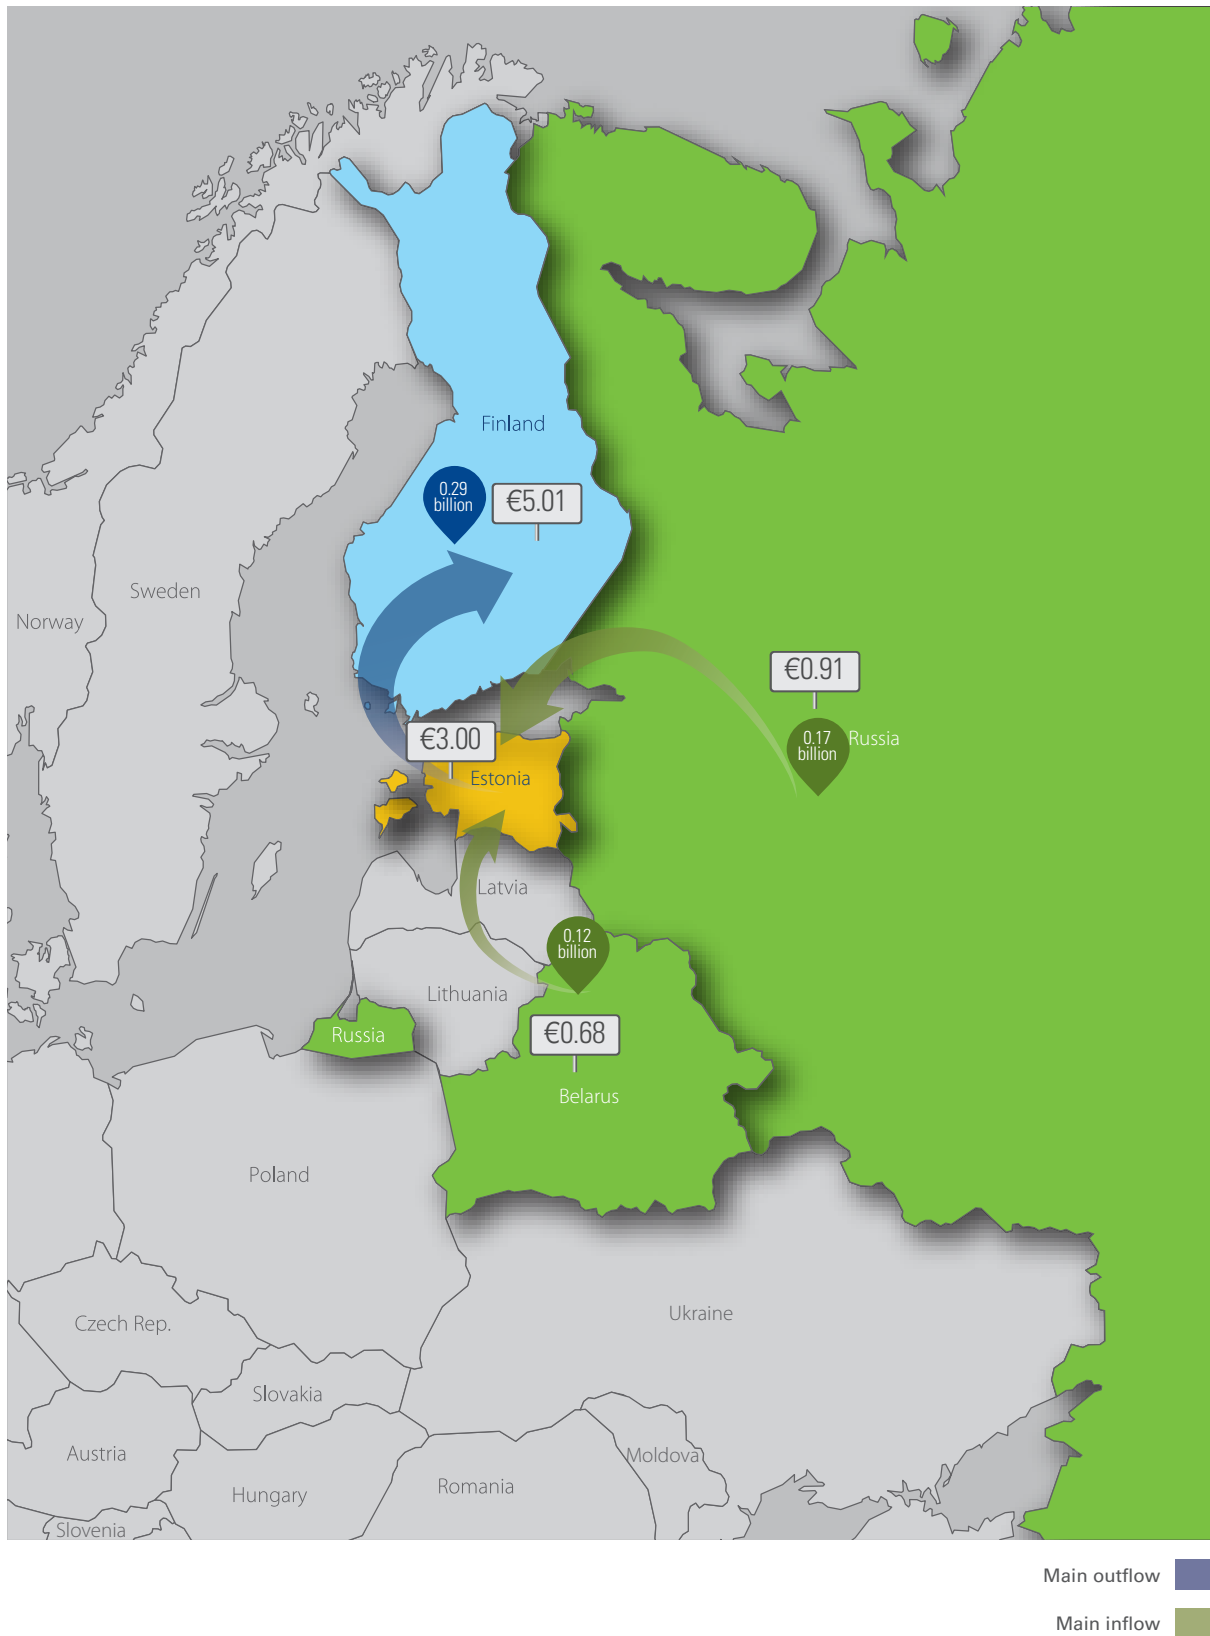 Finland
0.29
billion
€5.01
Sweden
Norway
€0.91
0.17
billion
Russia
€3.00
Estonia
Latvia
0.12
billion
Lithuania
Russia
€0.68
Belarus
Poland
Ukraine
Czech Rep.
Slovakia
Austria
Moldova
Hungary
Romania
Slovenia
Main outflow
Main inflow